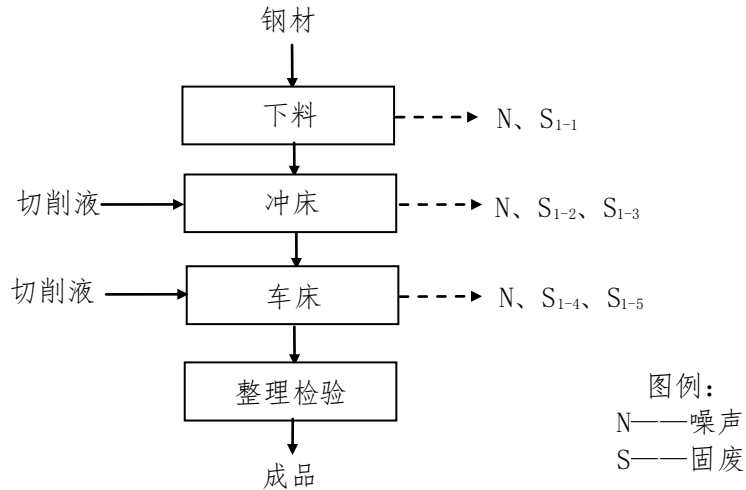 钢材
下料
N、S1-1
切削液
冲床
N、S1-2、S1-3
切削液
车床
N、S1-4、S1-5
整理检验
图例：
N——噪声
S——固废
成品